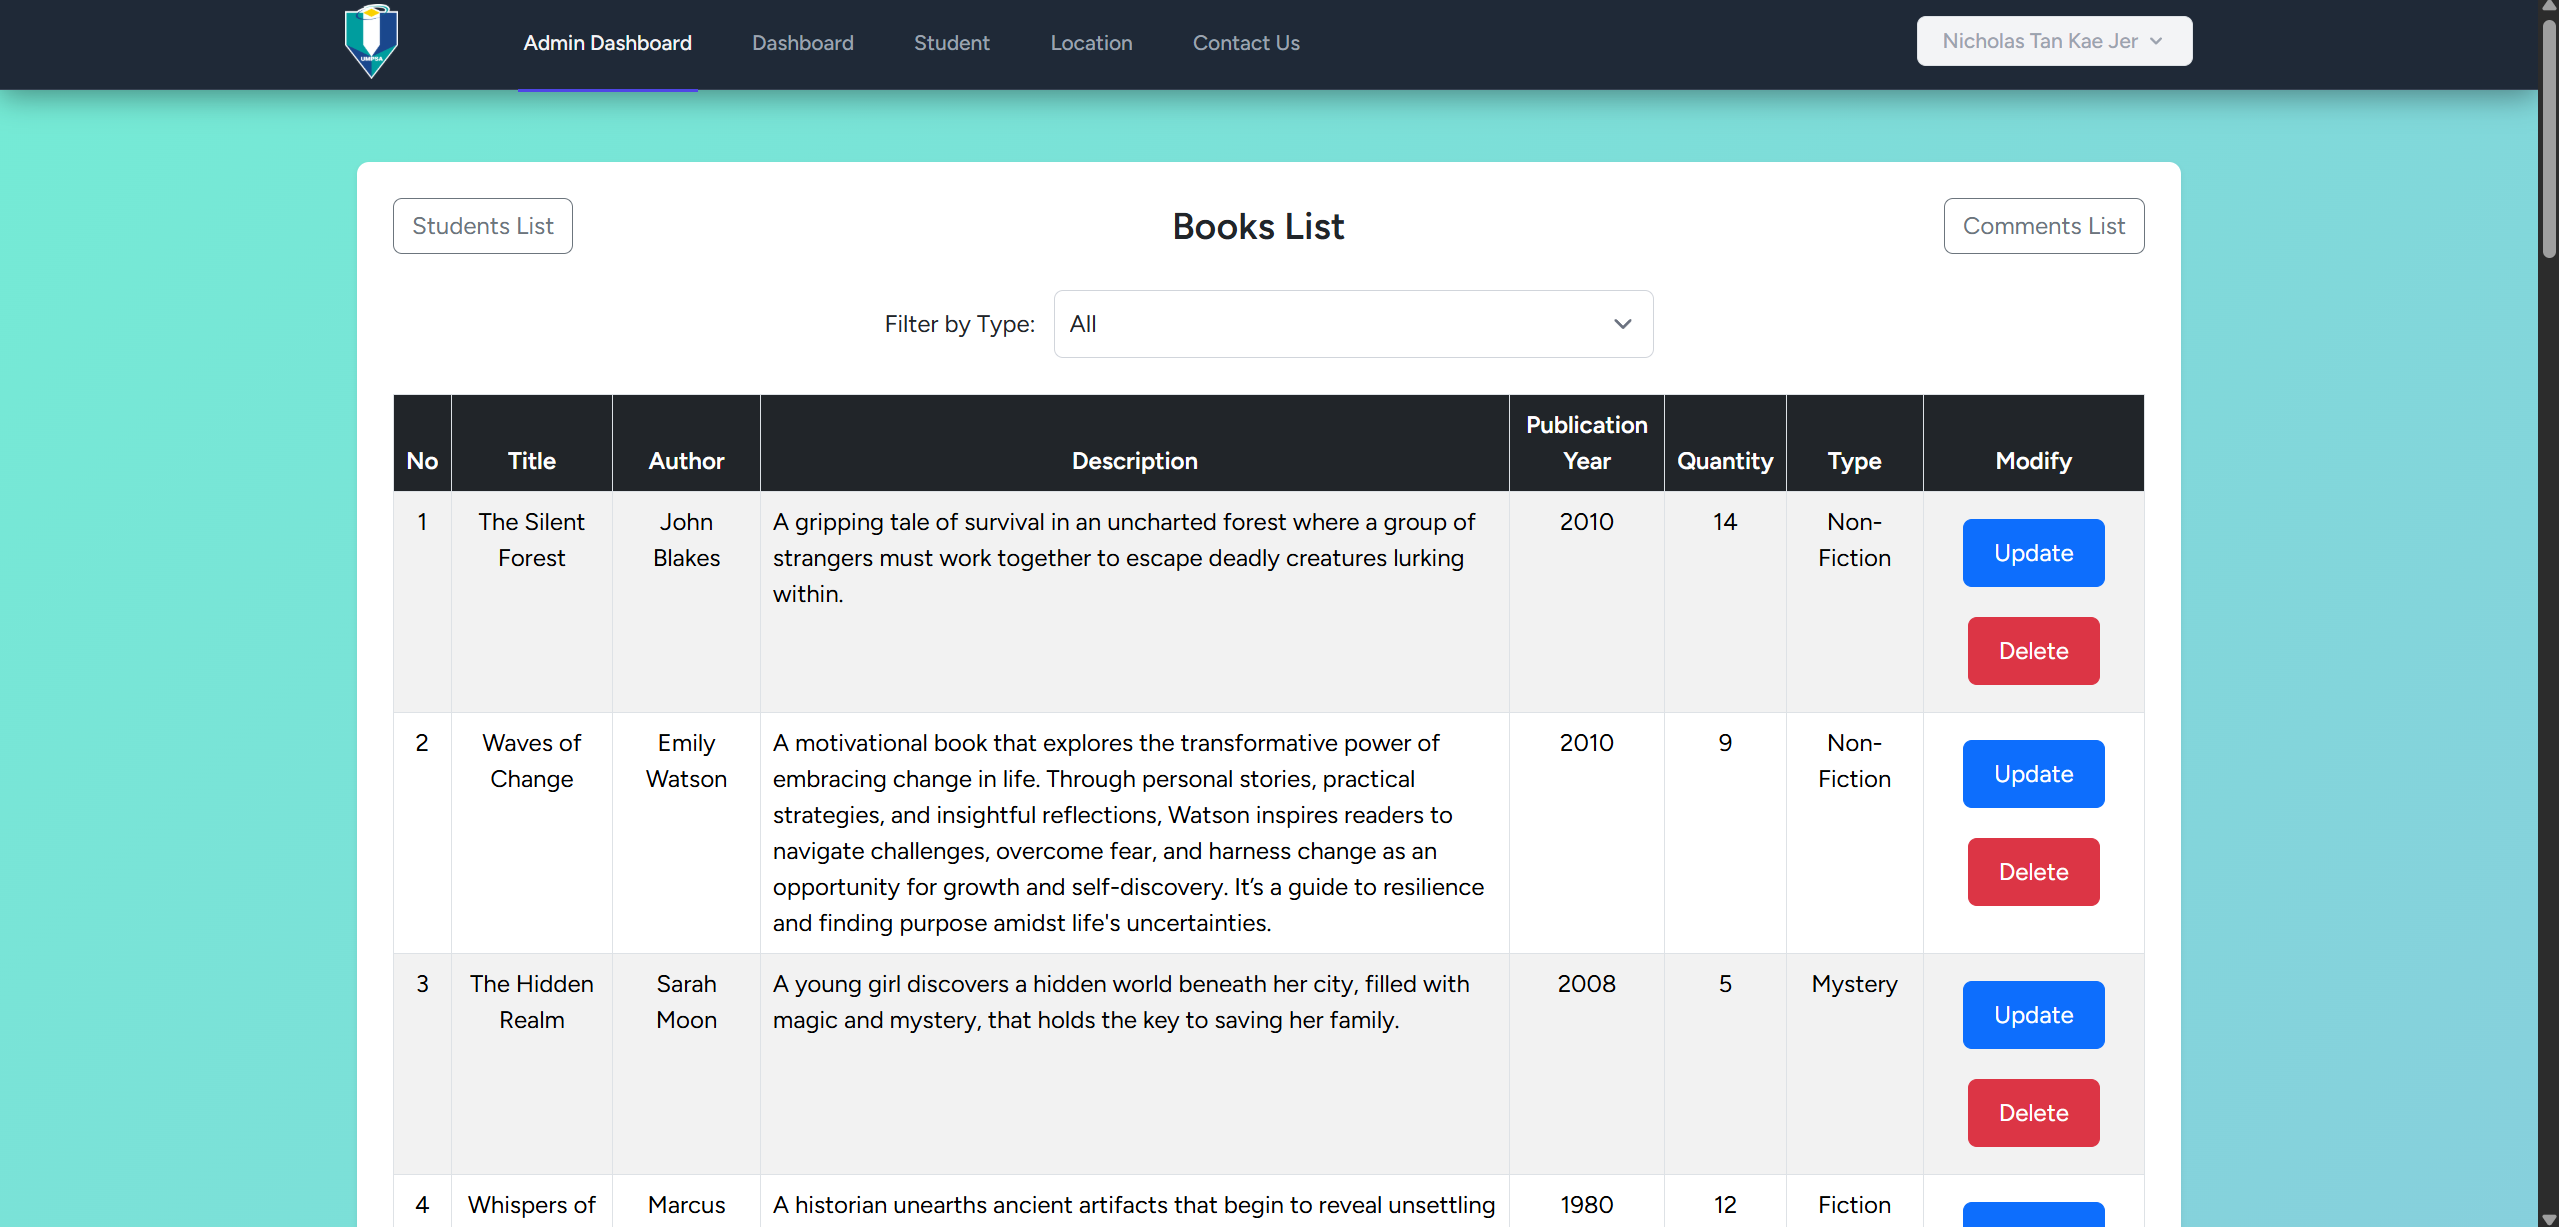 UMPSA
Admin Dashboard
Dashboard
Student
Location
Contact Us
Nicholas Tan Kae Jer
Students List
Books List
Comments List
Filter by Type:
All
No
Title
Author
Description
Publication
Year
Quantity
Type
Modify
1
The Silent
Forest
John
Blakes
A gripping tale of survival in an uncharted forest where a group of
strangers must work together to escape deadly creatures lurking
within.
2010
14
Non-
Fiction
Update
Delete
2
Waves of
Change
Emily
Watson
A motivational book that explores the transformative power of
embracing change in life. Through personal stories, practical
strategies, and insightful reflections, Watson inspires readers to
navigate challenges, overcome fear, and harness change as an
opportunity for growth and self-discovery. It’s a guide to resilience
and finding purpose amidst life's uncertainties.
2010
9
Non-
Fiction
Update
Delete
3
The Hidden
Realm
Sarah
Moon
A young girl discovers a hidden world beneath her city, filled with
magic and mystery, that holds the key to saving her family.
2008
5
Mystery
Update
Delete
4
Whispers of
Marcus
A historian unearths ancient artifacts that begin to reveal unsettling
1980
12
Fiction